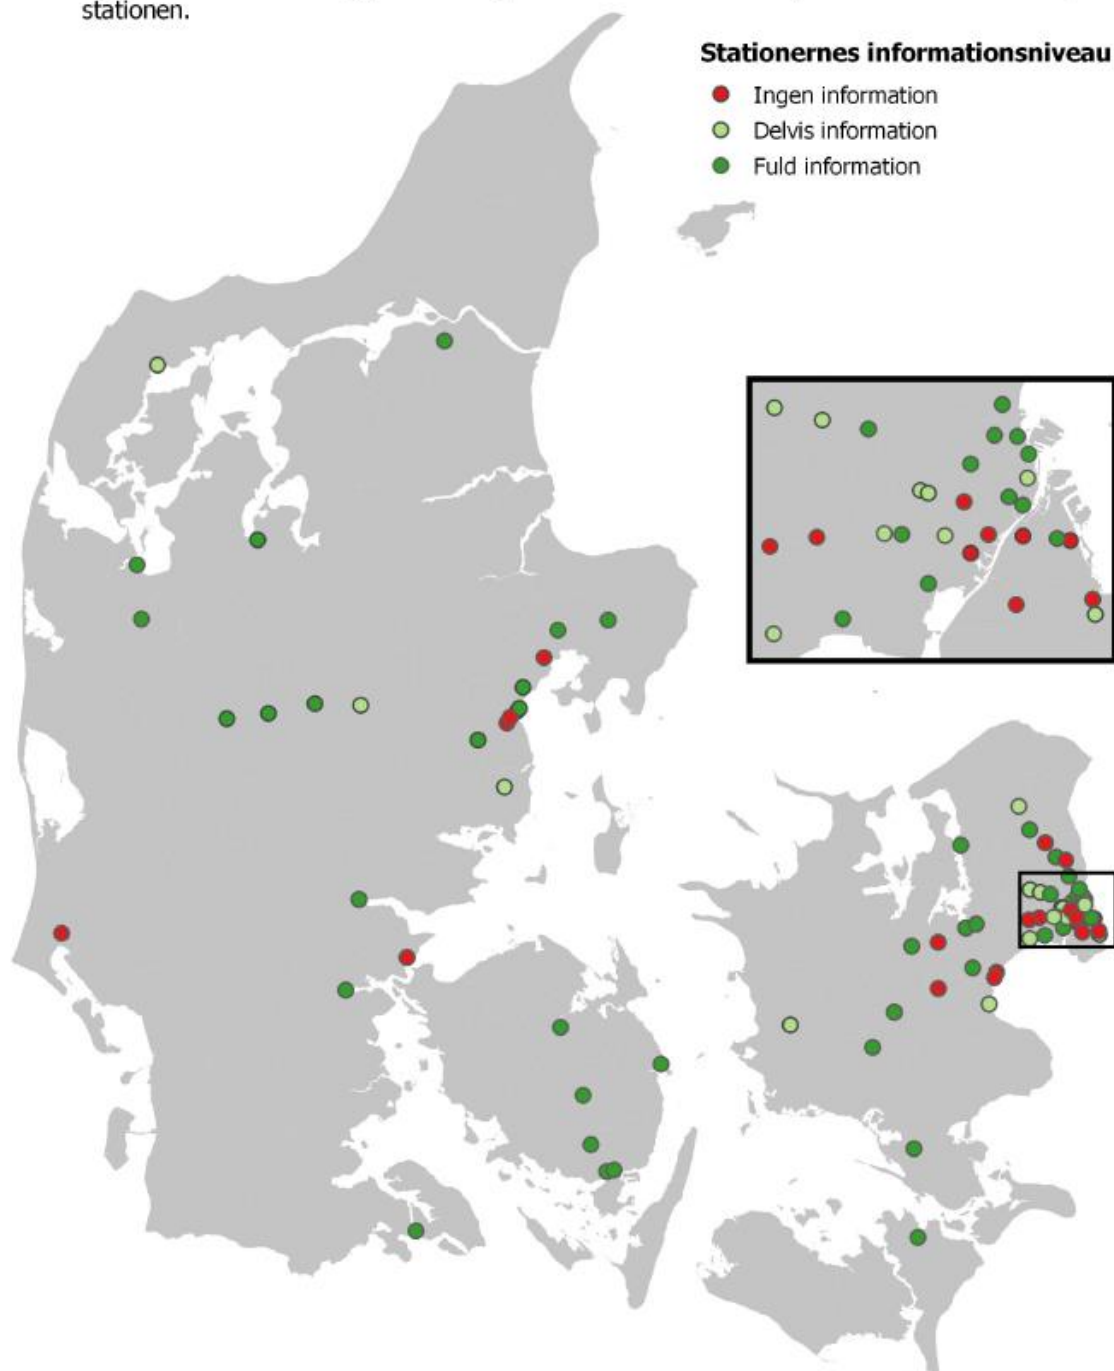 stationen.
Stationernes informationsniveau
Ingen information
Delvis information
Fuld information